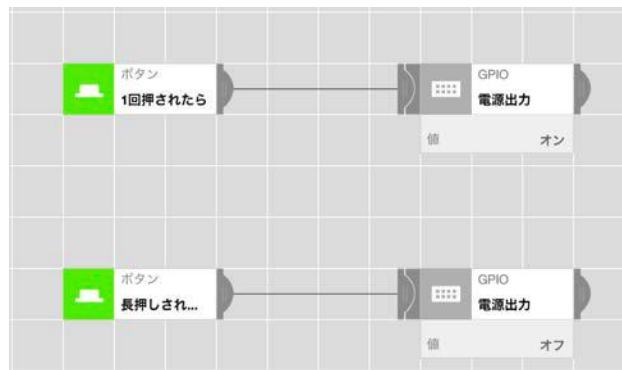 ボタン
1回押されたら
GPIO
電源出力
値 オン
ボタン
長押しされ...
GPIO
電源出力
値 オフ